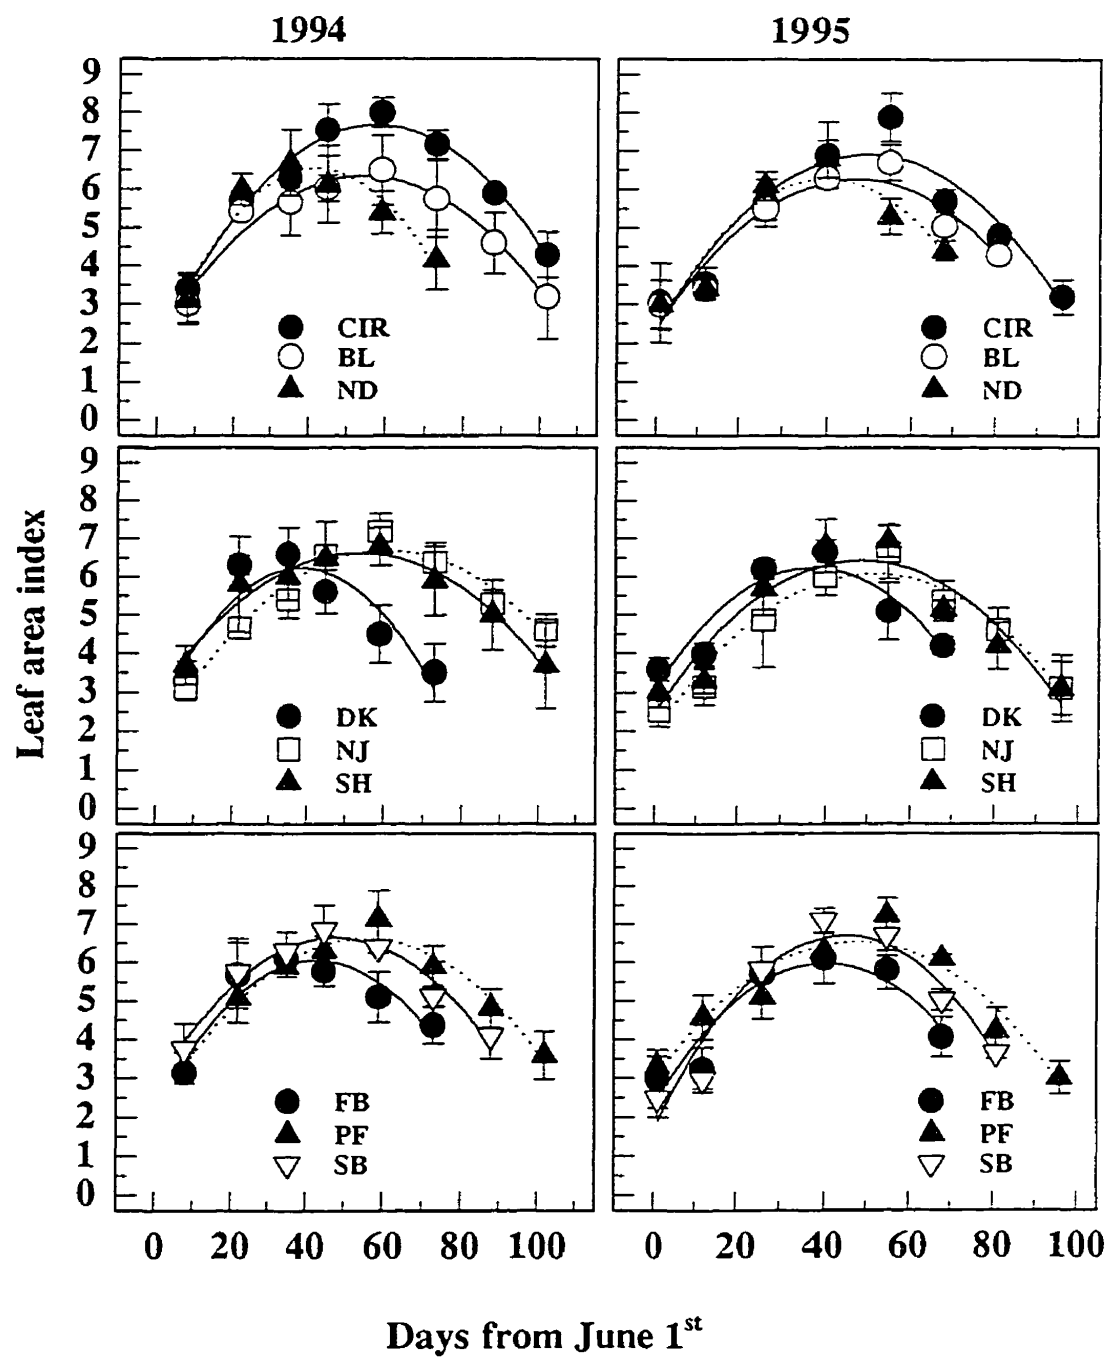 1994 1995
9 8 7 6 5 4 3 2 1 0
CIR CIR
BL BL
ND ND
Leaf area index
9 8 7 6 5 4 3 2 1 0
DK DK
NJ NJ
SH SH
9 8 7 6 5 4 3 2 1 0
FB FB
PF PF
SB SB
0 20 40 60 80 100 0 20 40 60 80 100
Days from June 1st